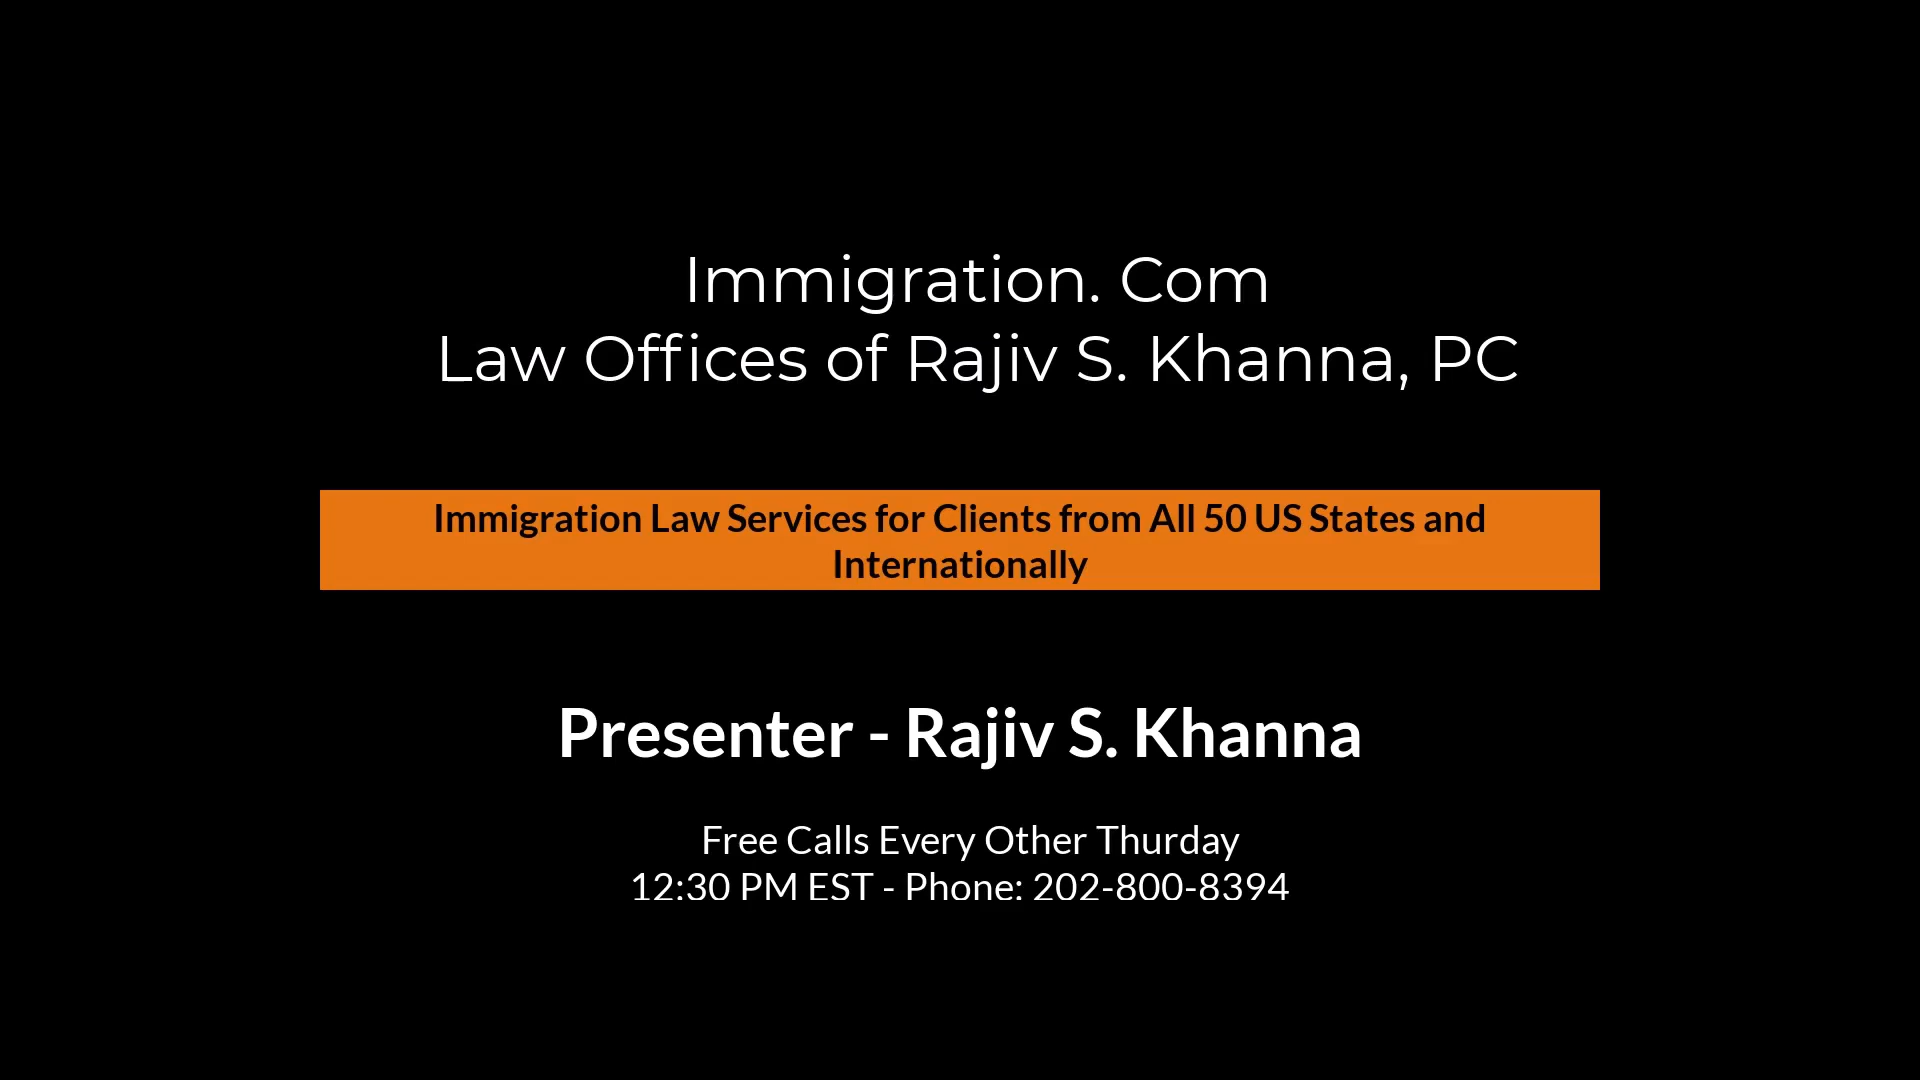 Immigration. Com
Law Offices of Rajiv S. Khanna, PC
Immigration Law Services for Clients from All 50 US States and
Internationally
Presenter - Rajiv S. Khanna
Free Calls Every Other Thurday
12:30 PM EST - Phone: 202-800-8394